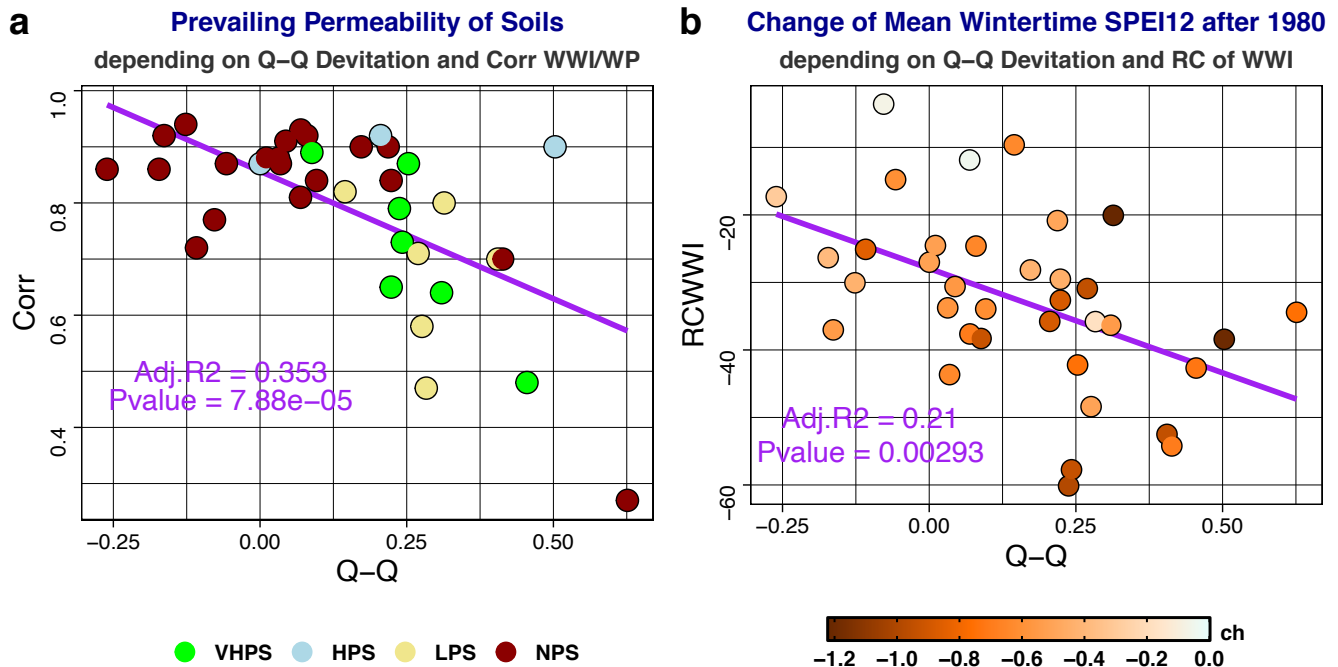 a
Prevailing Permeability of Soils
depending on Q−Q Devitation and Corr WWI/WP
1.0
0.8
0.6
0.4
Corr
Adj.R2 = 0.353
Pvalue = 7.88e−05
−0.25
0.00
0.25
0.50
Q−Q
VHPS
HPS
LPS
NPS
b
Change of Mean Wintertime SPEI12 after 1980
depending on Q−Q Devitation and RC of WWI
−20
−40
−60
RCWWI
Adj.R2 = 0.21
Pvalue = 0.00293
−0.25
0.00
0.25
0.50
Q−Q
ch
−1.2
−1.0
−0.8
−0.6
−0.4
−0.2
0.0